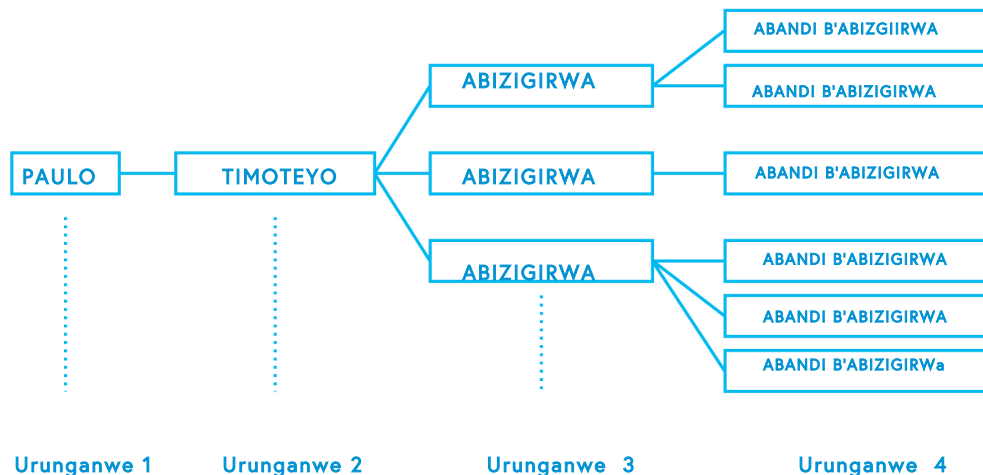 ABANDI B'ABIZGIIRWA
ABIZIGIRWA
ABANDI B'ABIZIGIRWA
PAULO
TIMOTEYO
ABIZIGIRWA
ABANDI B'ABIZIGIRWA
ABIZIGIRWA
ABANDI B'ABIZIGIRWA
ABANDI B'ABIZIGIRWA
ABANDI B'ABIZIGIRWa
Urunganwe 1
Urunganwe 2
Urunganwe 3
Urunganwe 4